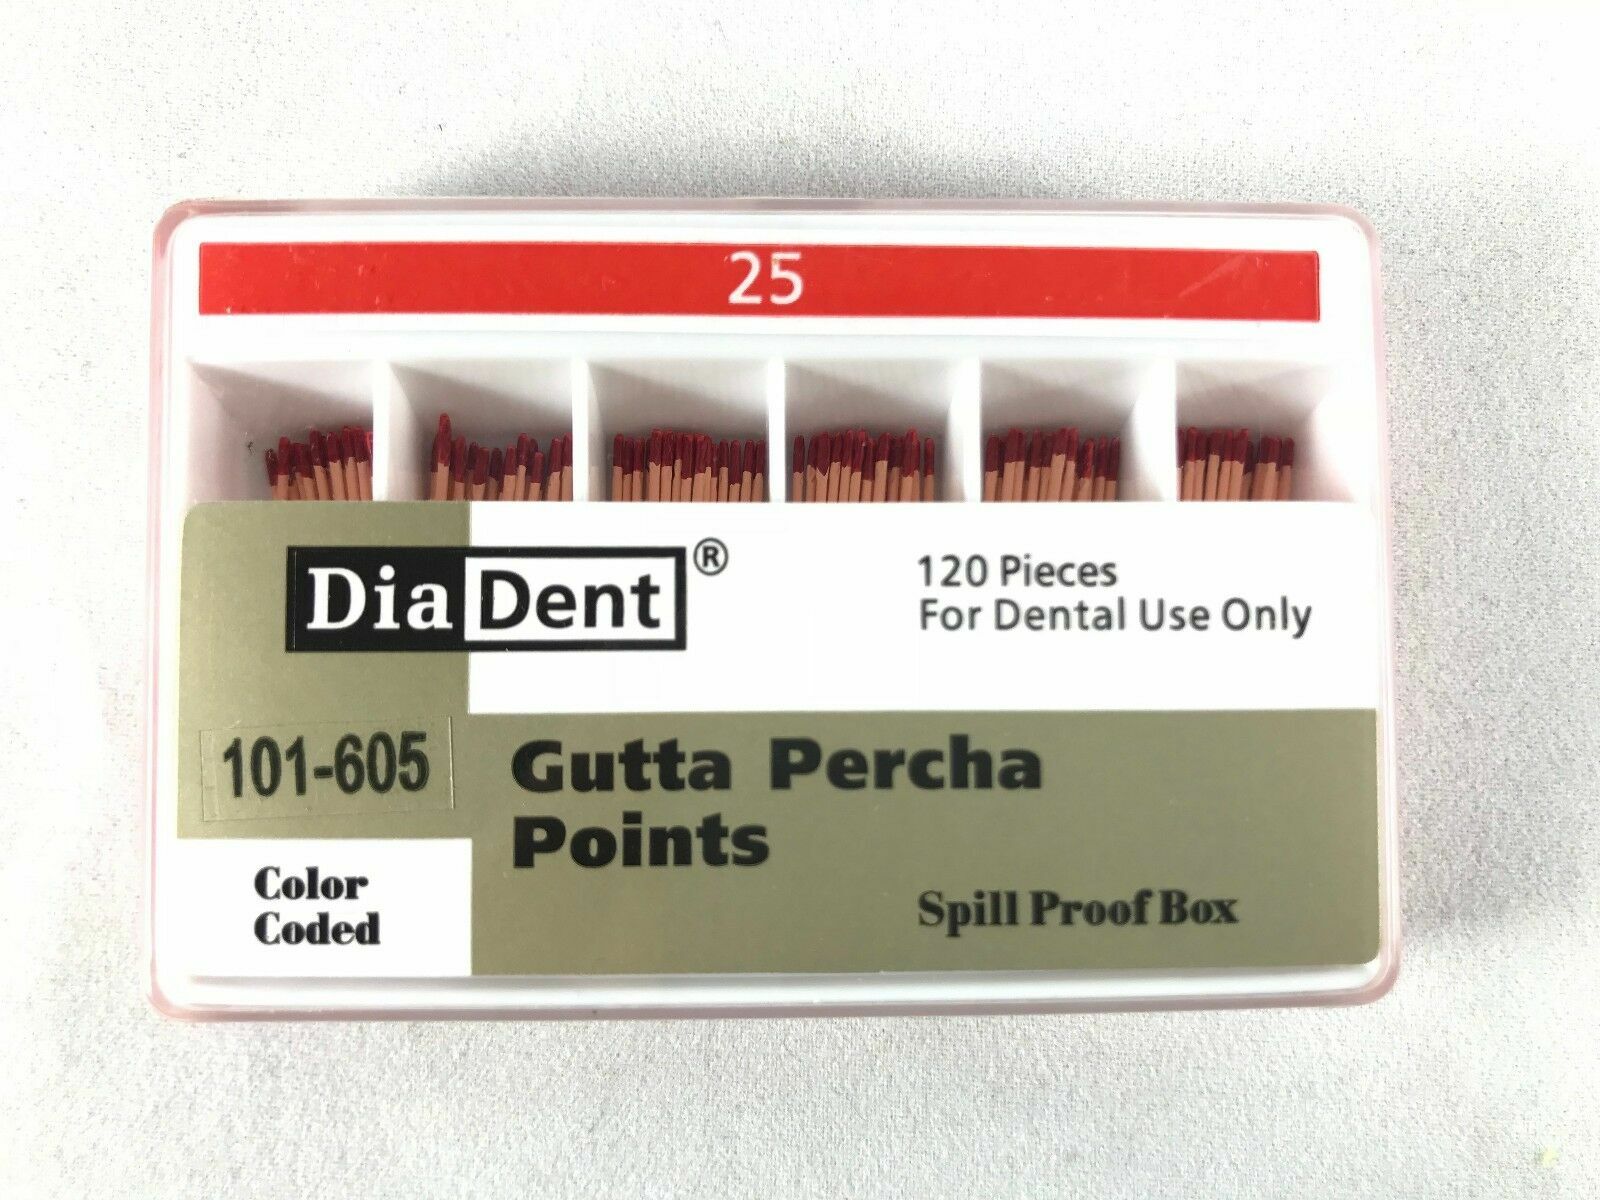 25
DiaDent®
120 Pieces
For Dental Use Only
101-605
Gutta Percha
Points
Color
Coded
Spill Proof Box